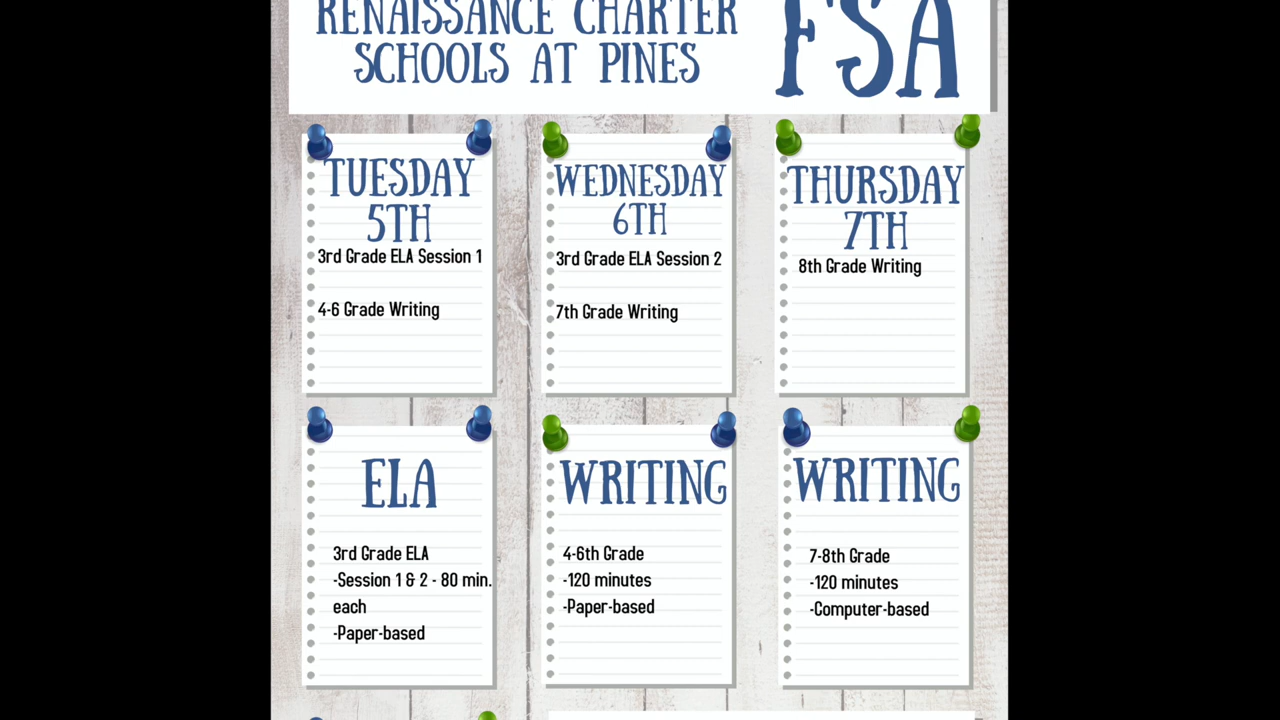 RENAISSANCE CHARTER
SCHOOLS AT PINES
FSA
TUESDAY
5TH
3rd Grade ELA Session 1
4-6 Grade Writing
WEDNESDAY
6TH
3rd Grade ELA Session 2
7th Grade Writing
THURSDAY
7TH
8th Grade Writing
ELA
3rd Grade ELA
-Session 1 & 2 - 80 min.
each
-Paper-based
WRITING
4-6th Grade
-120 minutes
-Paper-based
WRITING
7-8th Grade
-120 minutes
-Computer-based